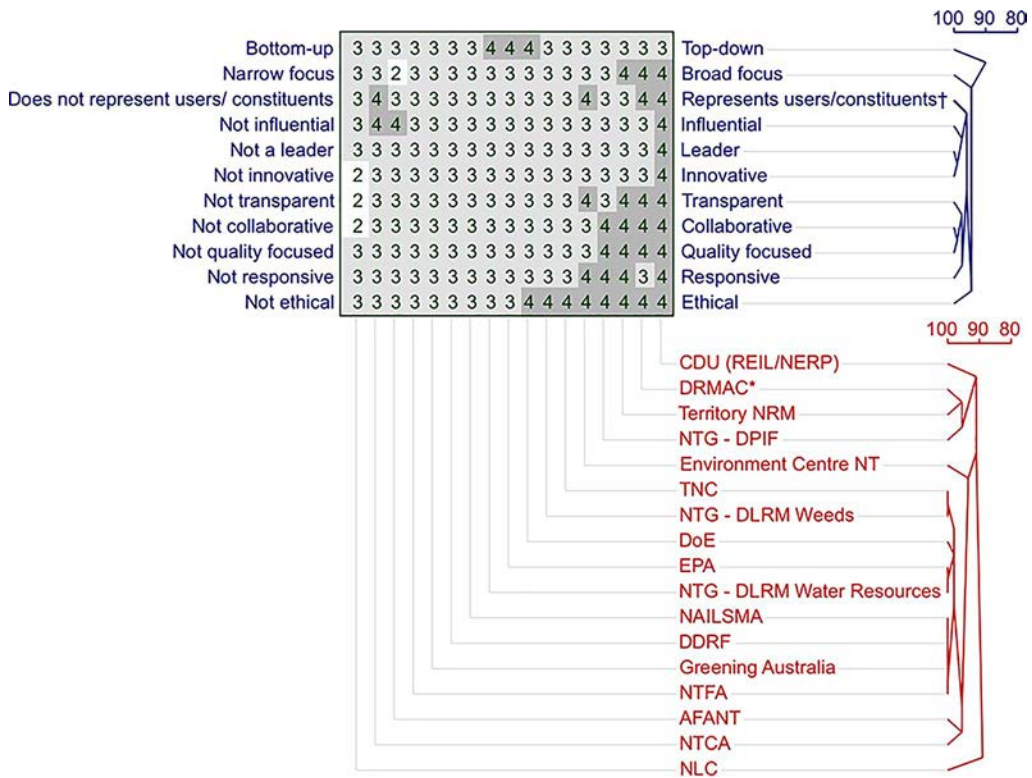 100 90 80
Bottom-up 3 3 3 3 3 3 3 4 4 4 3 3 3 3 3 3 3 Top-down
Narrow focus 3 3 2 3 3 3 3 3 3 3 3 3 3 3 4 4 4 Broad focus
Does not represent users/ constituents 3 4 3 3 3 3 3 3 3 3 3 3 4 3 3 4 4 Represents users/constituents†
Not influential 3 4 4 3 3 3 3 3 3 3 3 3 3 3 3 3 4 Influential
Not a leader 3 3 3 3 3 3 3 3 3 3 3 3 3 3 3 3 4 Leader
Not innovative 2 3 3 3 3 3 3 3 3 3 3 3 3 3 3 3 4 Innovative
Not transparent 2 3 3 3 3 3 3 3 3 3 3 3 4 3 4 4 4 Transparent
Not collaborative 2 3 3 3 3 3 3 3 3 3 3 3 3 4 4 4 4 Collaborative
Not quality focused 3 3 3 3 3 3 3 3 3 3 3 3 3 4 4 4 4 Quality focused
Not responsive 3 3 3 3 3 3 3 3 3 3 3 3 4 4 4 3 4 Responsive
Not ethical 3 3 3 3 3 3 3 3 3 4 4 4 4 4 4 4 4 Ethical
100 90 80
CDU (REIL/NERP)
DRMAC*
Territory NRM
NTG - DPIF
Environment Centre NT
TNC
NTG - DLRM Weeds
DoE
EPA
NTG - DLRM Water Resources
NAILSMA
DDRF
Greening Australia
NTFA
AFANT
NTCA
NLC